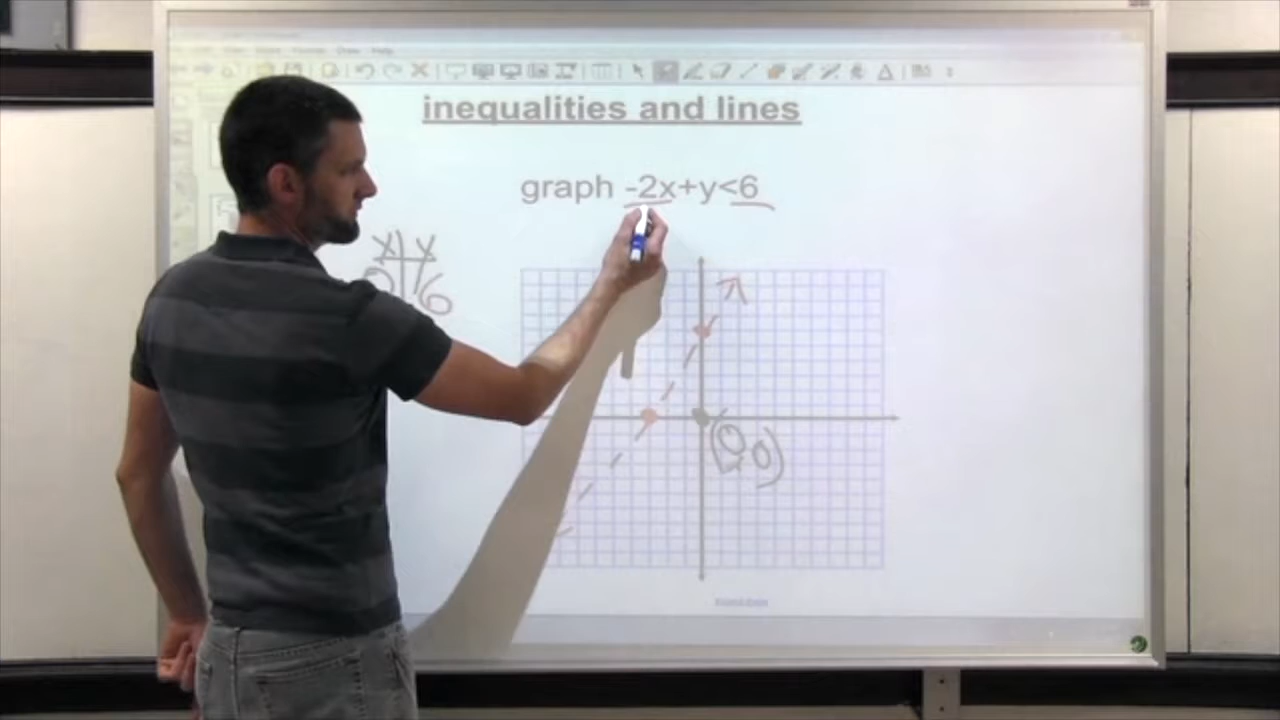 inequalities and lines
graph -2x+y<6
x y
0 6
(0,0)